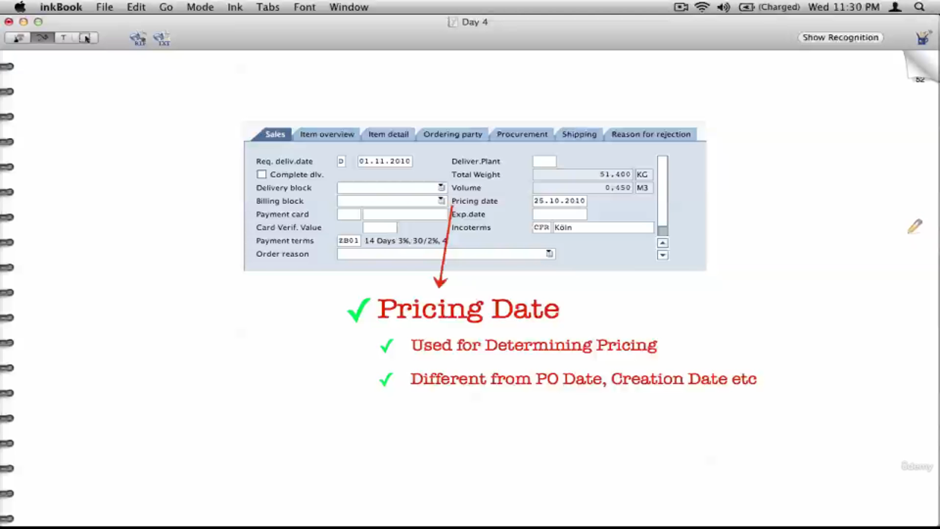 inkBook File Edit Go Mode Ink Tabs Font Window (Charged) Wed 11:30 PM
Day 4
T Show Recognition
52
Sales Item overview Item detail Ordering party Procurement Shipping Reason for rejection
Req. deliv.date D 01.11.2010 Deliver.Plant
Complete dlv. Total Weight 51,400 KG
Delivery block Volume 0,450 M3
Billing block Pricing date 25.10.2010
Payment card Exp.date
Card Verif. Value Incoterms CFR Köln
Payment terms ZB01 14 Days 3%, 30/2%, 4
Order reason
Pricing Date
Used for Determining Pricing
Different from PO Date, Creation Date etc
Udemy